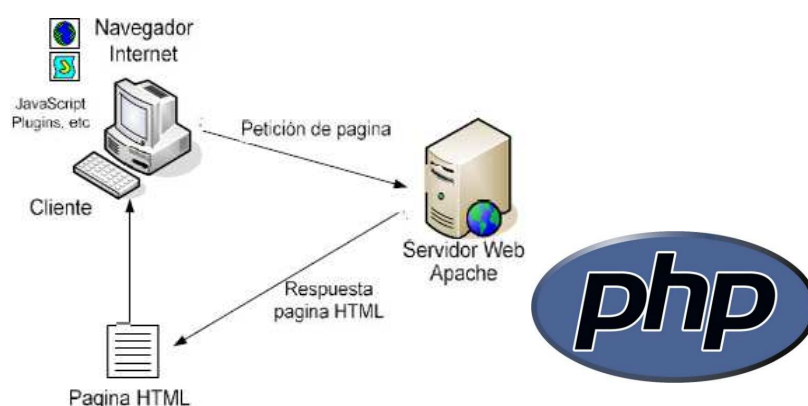 Navegador
Internet
JavaScript
Plugins, etc
Cliente
Petición de pagina
Servidor Web
Apache
Respuesta
pagina HTML
Pagina HTML
php